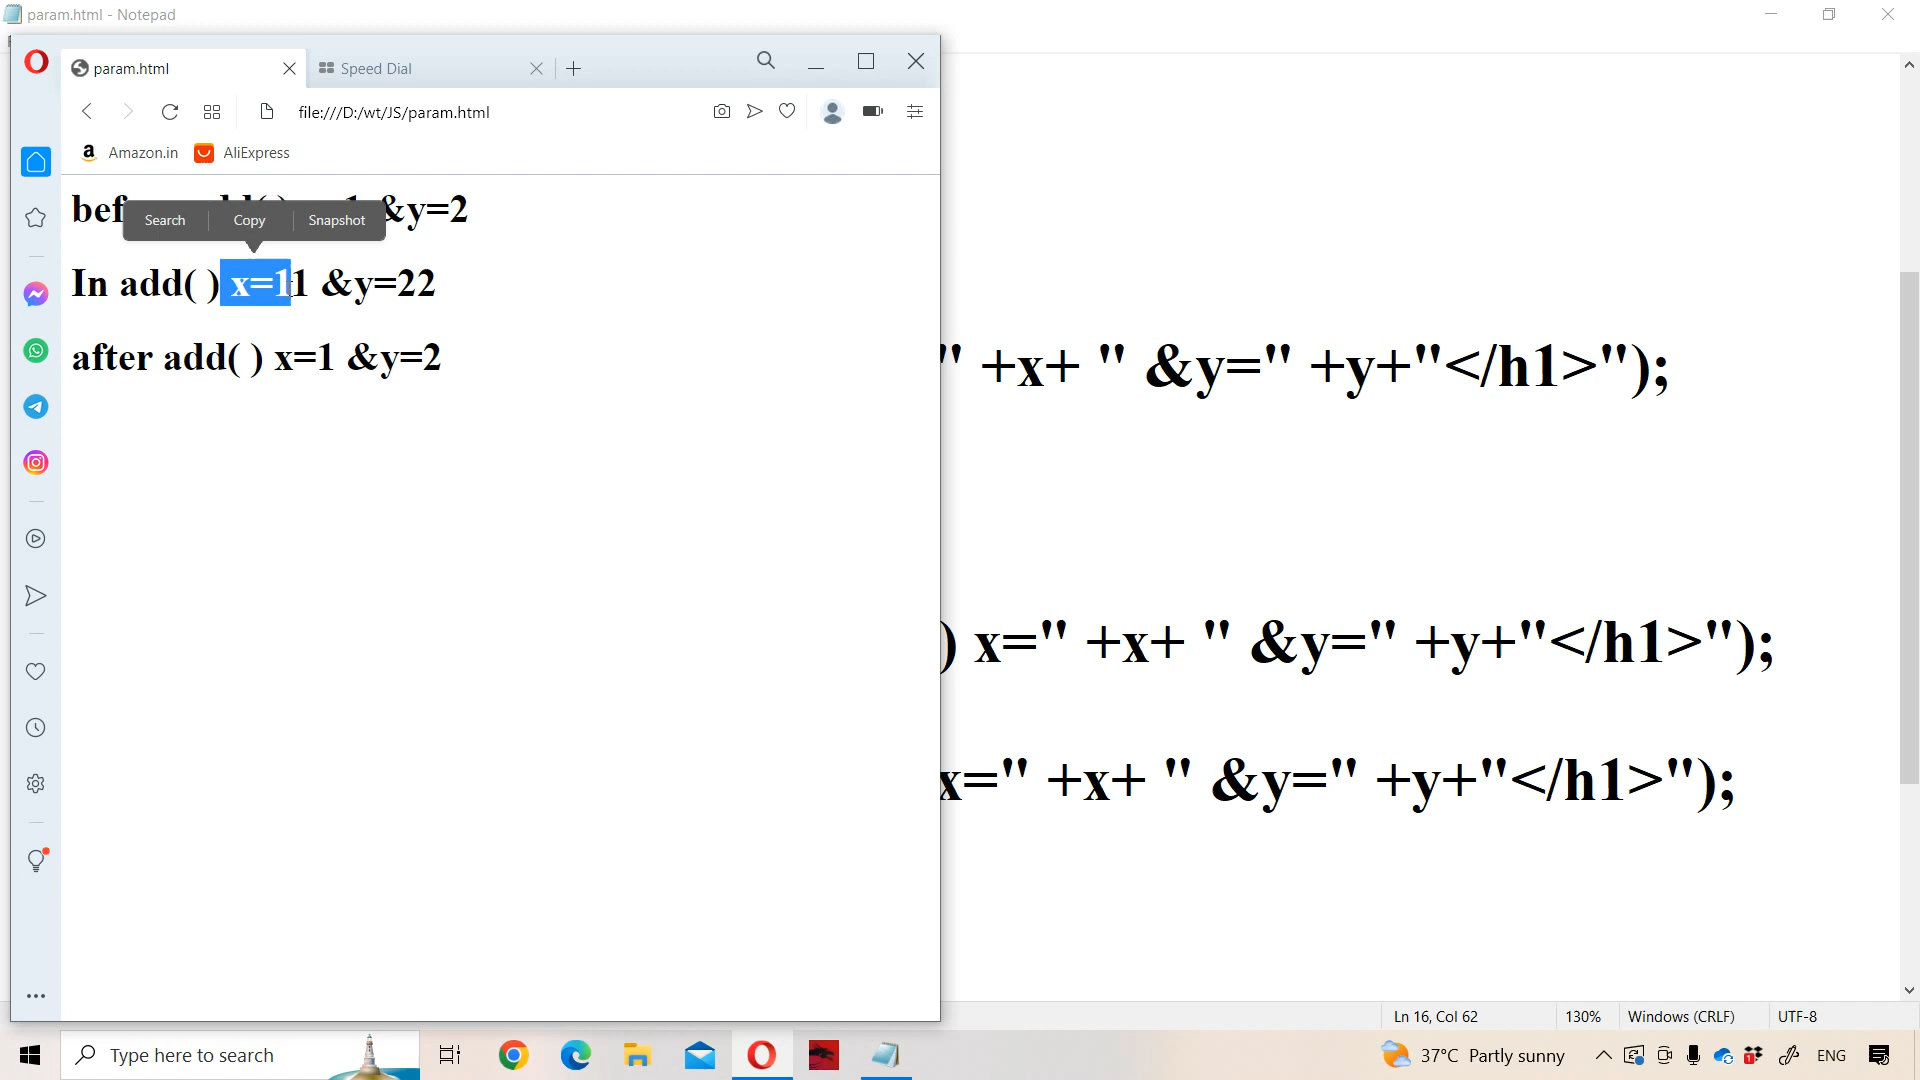 param.html - Notepad
param.html
Speed Dial
file:///D:/wt/JS/param.html
a Amazon.in
AliExpress
&y=2
Search
Copy
Snapshot
In add( ) x=11 &y=22
after add( ) x=1 &y=2
" +x+ " &y=" +y+"</h1>");
) x=" +x+ " &y=" +y+"</h1>");
x=" +x+ " &y=" +y+"</h1>");
Ln 16, Col 62
130%
Windows (CRLF)
UTF-8
Type here to search
37°C Partly sunny
ENG